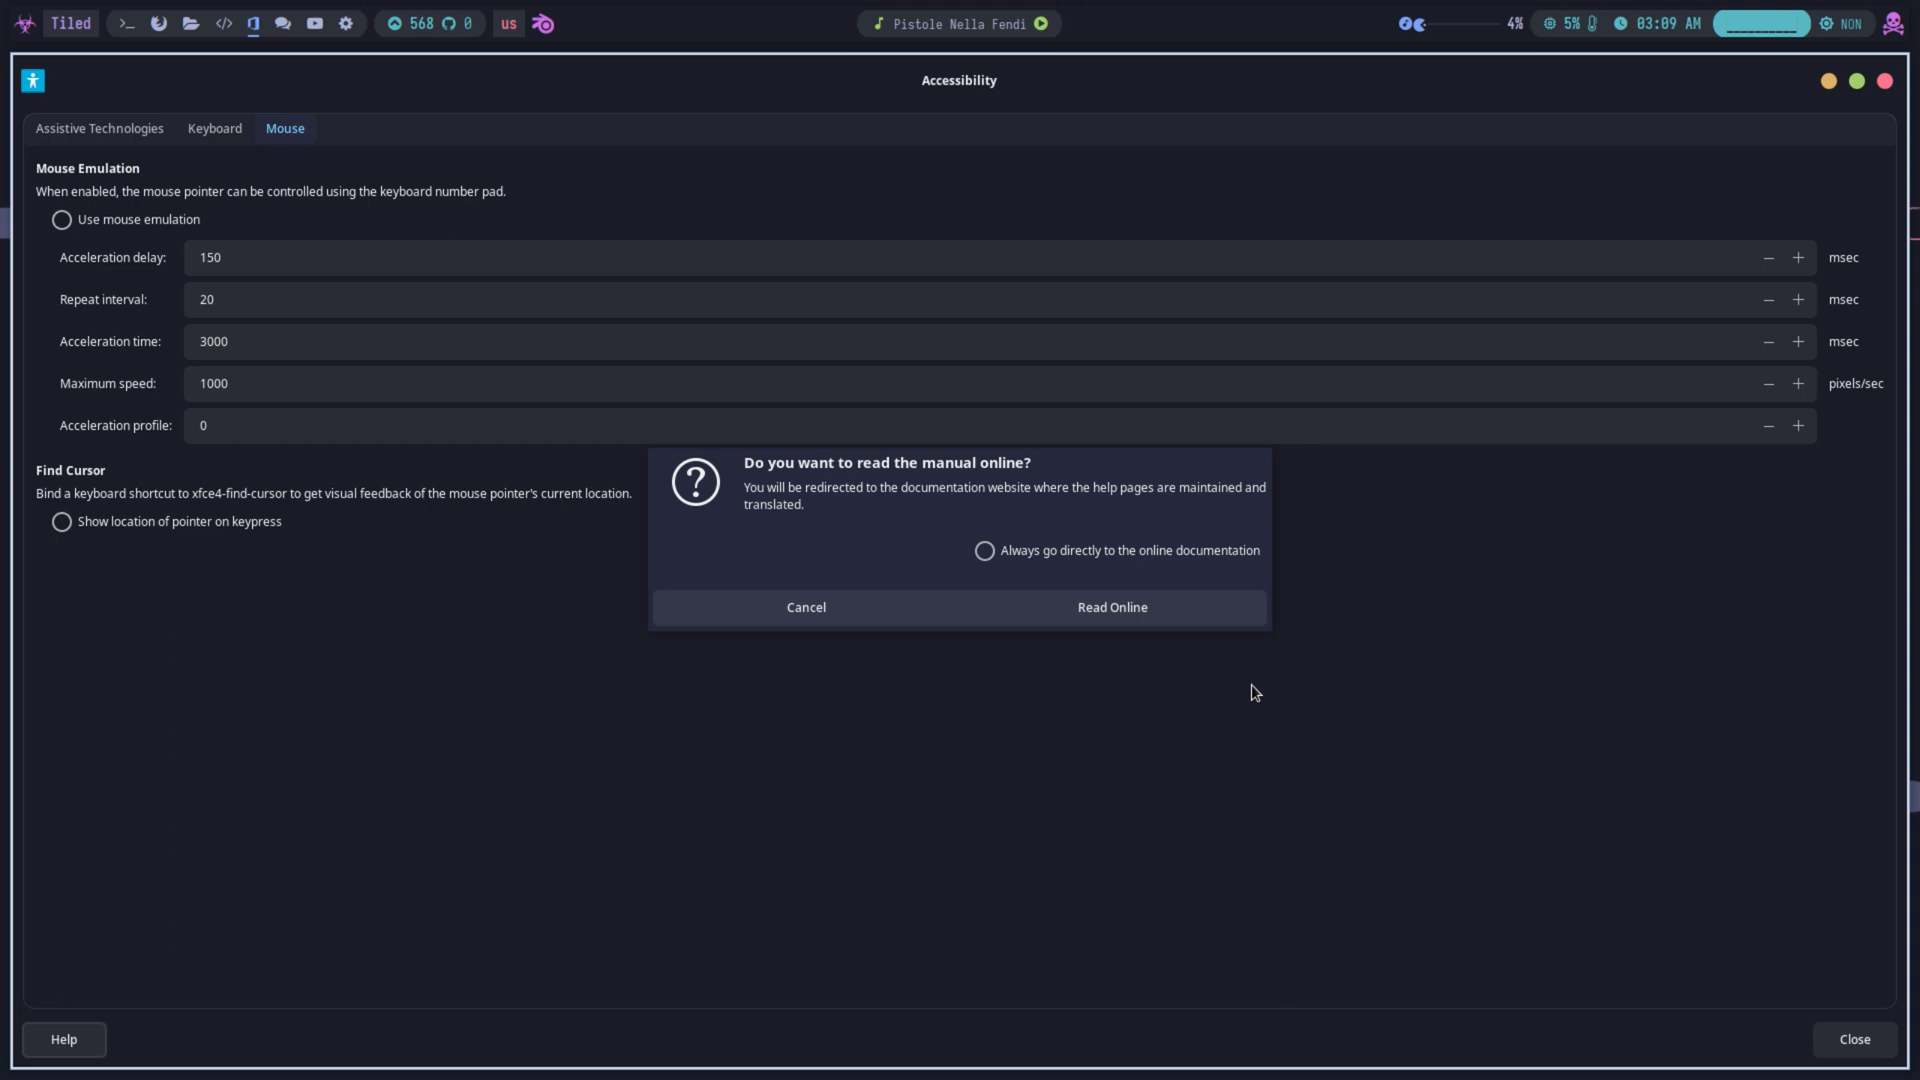 Tiled
>_
</>
568
0
us
Pistole Nella Fendi
4%
5%
03:09 AM
NON
Accessibility
Assistive Technologies
Keyboard
Mouse
Mouse Emulation
When enabled, the mouse pointer can be controlled using the keyboard number pad.
Use mouse emulation
Acceleration delay:
150
msec
Repeat interval:
20
msec
Acceleration time:
3000
msec
Maximum speed:
1000
pixels/sec
Acceleration profile:
0
Find Cursor
Bind a keyboard shortcut to xfce4-find-cursor to get visual feedback of the mouse pointer's current location.
Show location of pointer on keypress
Do you want to read the manual online?
You will be redirected to the documentation website where the help pages are maintained and
translated.
Always go directly to the online documentation
Cancel
Read Online
Help
Close